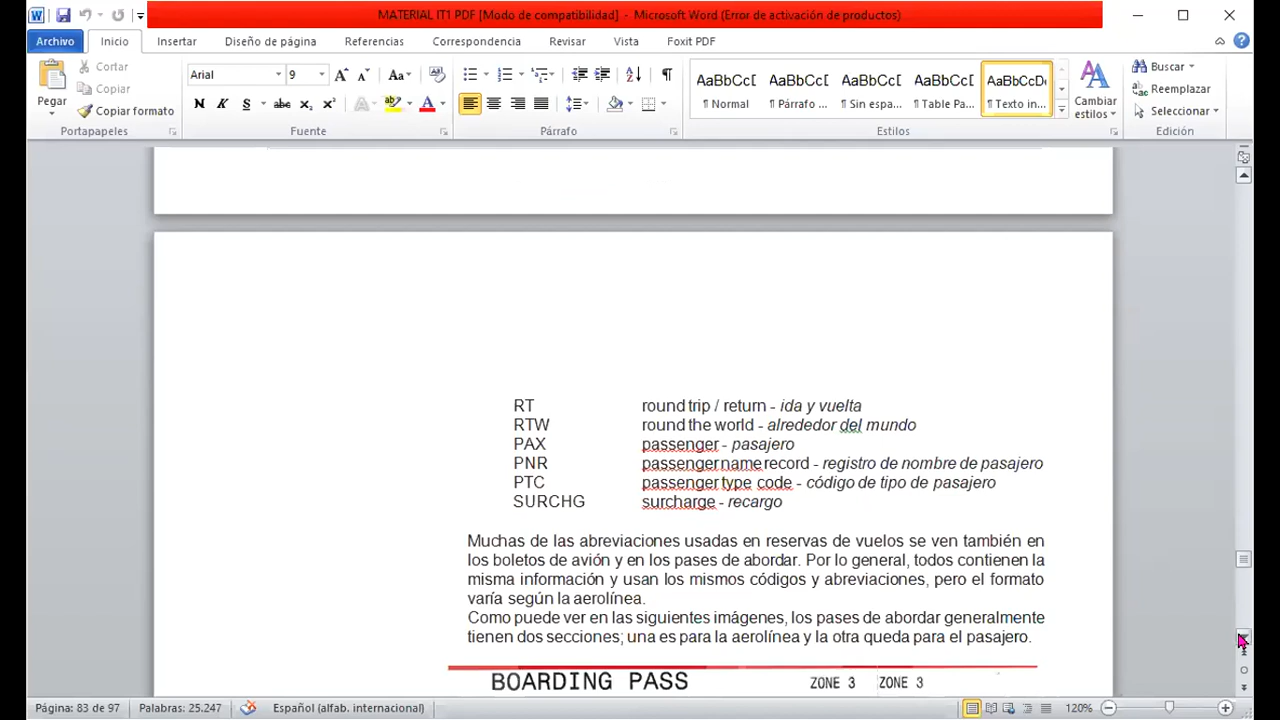 MATERIAL IT1 PDF [Modo de compatibilidad] - Microsoft Word (Error de activación de productos)
Archivo Inicio Insertar Diseño de página Referencias Correspondencia Revisar Vista Foxit PDF
Pegar
Cortar
Copiar
Copiar formato
Portapapeles
Arial 9
N K S abc
Fuente
Párrafo
AaBbCc[ AaBbCc[ AaBbCc[ AaBbCc[ AaBbCcD
¶ Normal ¶ Párrafo ... ¶ Sin espa... ¶ Table Pa... ¶ Texto in...
Cambiar estilos
Estilos
Buscar
Reemplazar
Seleccionar
Edición
RT round trip / return - ida y vuelta
RTW round the world - alrededor del mundo
PAX passenger - pasajero
PNR passenger name record - registro de nombre de pasajero
PTC passenger type code - código de tipo de pasajero
SURCHG surcharge - recargo
Muchas de las abreviaciones usadas en reservas de vuelos se ven también en
los boletos de avión y en los pases de abordar. Por lo general, todos contienen la
misma información y usan los mismos códigos y abreviaciones, pero el formato
varía según la aerolínea.
Como puede ver en las siguientes imágenes, los pases de abordar generalmente
tienen dos secciones; una es para la aerolínea y la otra queda para el pasajero.
BOARDING PASS ZONE 3 ZONE 3
Página: 83 de 97 Palabras: 25.247 Español (alfab. internacional) 120%